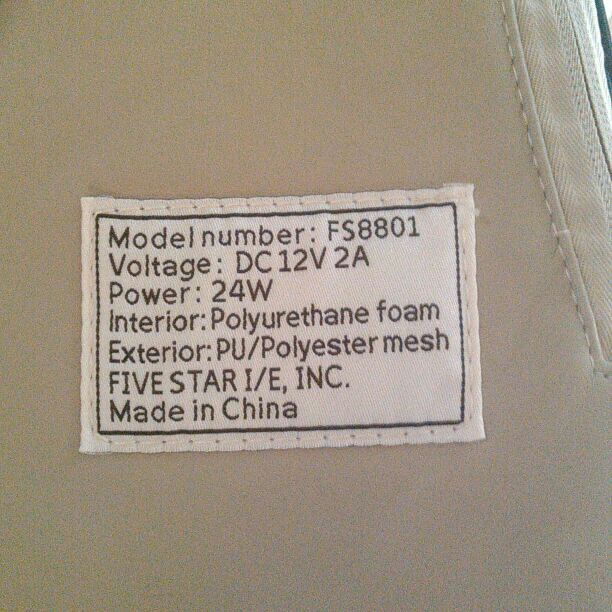 Model number: FS8801
Voltage: DC 12V 2A
Power: 24W
Interior: Polyurethane foam
Exterior: PU/Polyester mesh
FIVE STAR I/E, INC.
Made in China